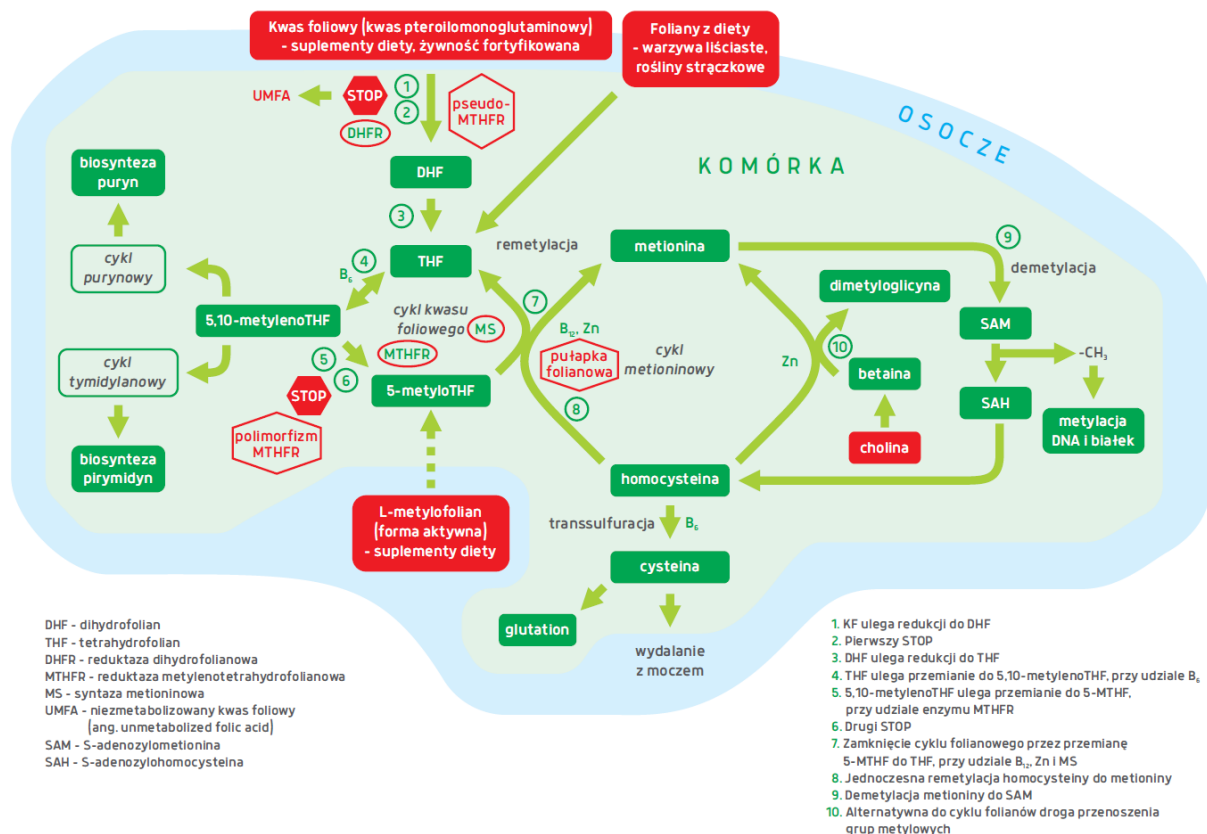 Kwas foliowy (kwas pteroilomonoglutaminowy)
- suplementy diety, żywność fortyfikowana
Foliany z diety
- warzywa liściaste,
rośliny strączkowe
OSOCZE
KOMÓRKA
UMFA
STOP
1
2
DHFR
pseudo-
MTHFR
DHF
3
THF
biosynteza
puryn
cykl
purynowy
B₆
4
5,10-metylenoTHF
cykl
tymidylanowy
biosynteza
pirymidyn
5
6
STOP
polimorfizm
MTHFR
cykl kwasu
foliowego
MS
MTHFR
5-metyloTHF
L-metylofolian
(forma aktywna)
- suplementy diety
remetylacja
7
B₁₂, Zn
pułapka
folianowa
8
cykl
metioninowy
metionina
homocysteina
transsulfuracja
B₆
cysteina
glutation
wydalanie
z moczem
Zn
10
dimetyloglicyna
betaina
cholina
9
demetylacja
SAM
-CH₃
SAH
metylacja
DNA i białek
DHF - dihydrofolian
THF - tetrahydrofolian
DHFR - reduktaza dihydrofolianowa
MTHFR - reduktaza metylenotetrahydrofolianowa
MS - syntaza metioninowa
UMFA - niezmetabolizowany kwas foliowy
(ang. unmetabolized folic acid)
SAM - S-adenozylometionina
SAH - S-adenozylohomocysteina
1. KF ulega redukcji do DHF
2. Pierwszy STOP
3. DHF ulega redukcji do THF
4. THF ulega przemianie do 5,10-metylenoTHF, przy udziale B₆
5. 5,10-metylenoTHF ulega przemianie do 5-MTHF,
przy udziale enzymu MTHFR
6. Drugi STOP
7. Zamknięcie cyklu folianowego przez przemianę
5-MTHF do THF, przy udziale B₁₂, Zn i MS
8. Jednoczesna remetylacja homocysteiny do metioniny
9. Demetylacja metioniny do SAM
10. Alternatywna do cyklu folianów droga przenoszenia
grup metylowych